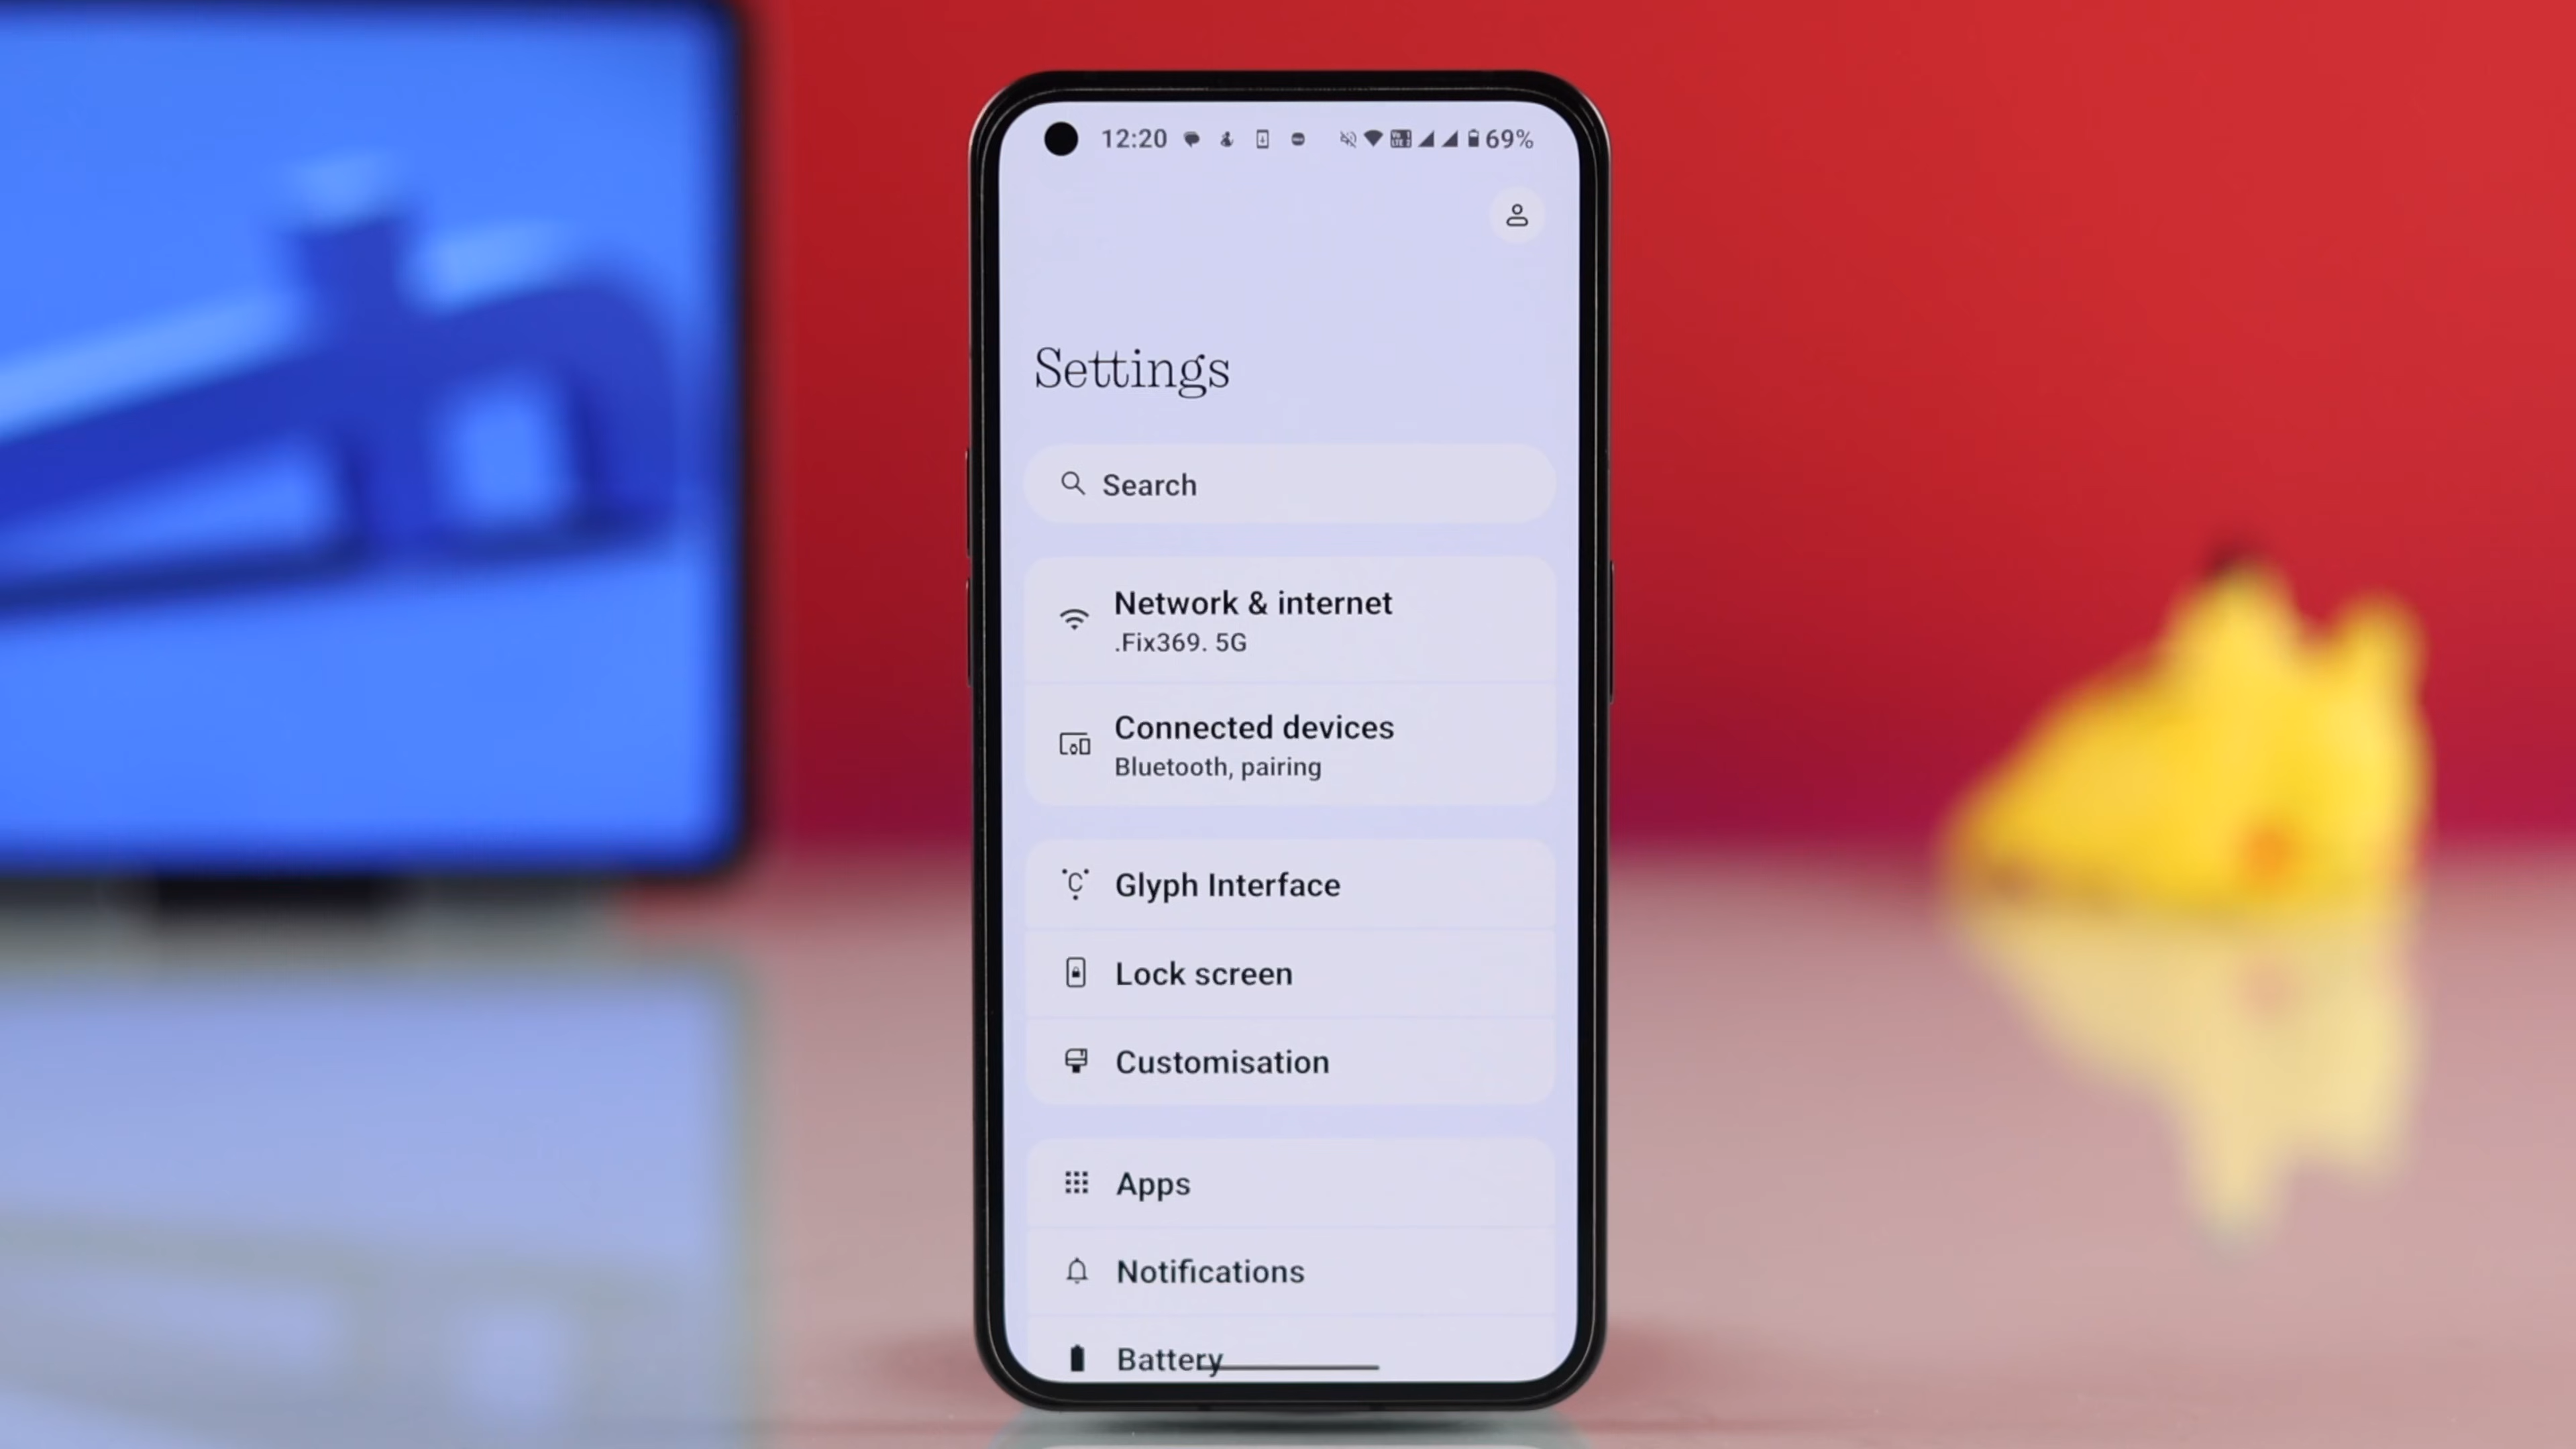 12:20 69%
Settings
Search
Network & internet
.Fix369. 5G
Connected devices
Bluetooth, pairing
Glyph Interface
Lock screen
Customisation
Apps
Notifications
Battery